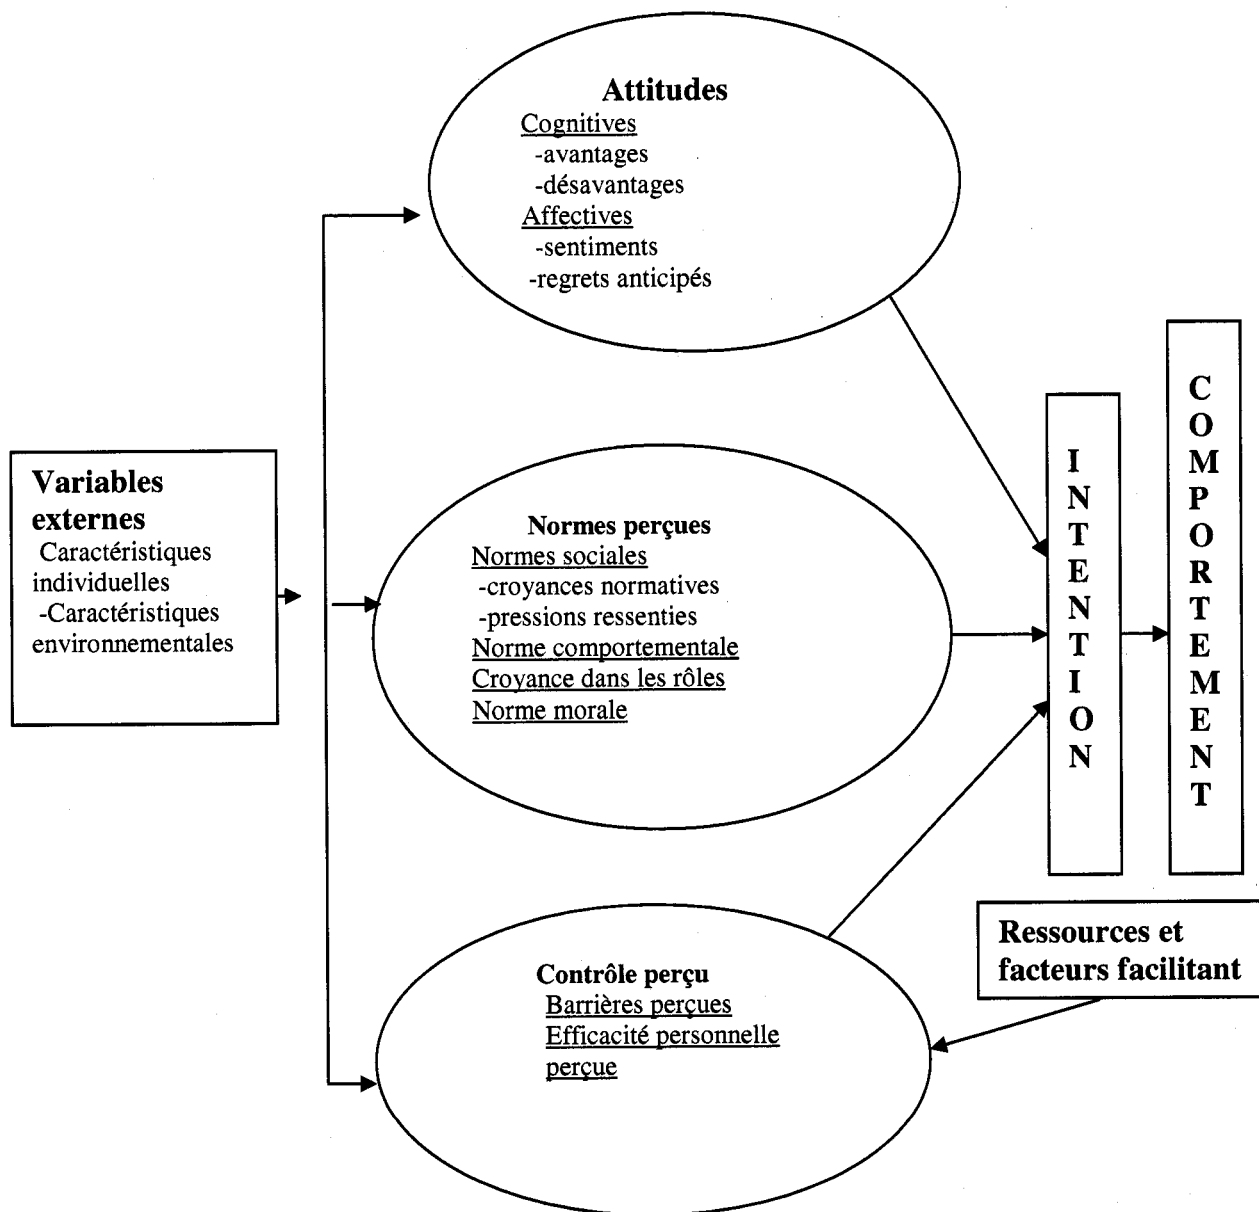 Attitudes
Cognitives
-avantages
-désavantages
Affectives
-sentiments
-regrets anticipés
Variables
externes
Caractéristiques
individuelles
-Caractéristiques
environnementales
Normes perçues
Normes sociales
-croyances normatives
-pressions ressenties
Norme comportementale
Croyance dans les rôles
Norme morale
Contrôle perçu
Barrières perçues
Efficacité personnelle
perçue
INTENTION
COMPORTEMENT
Ressources et
facteurs facilitant